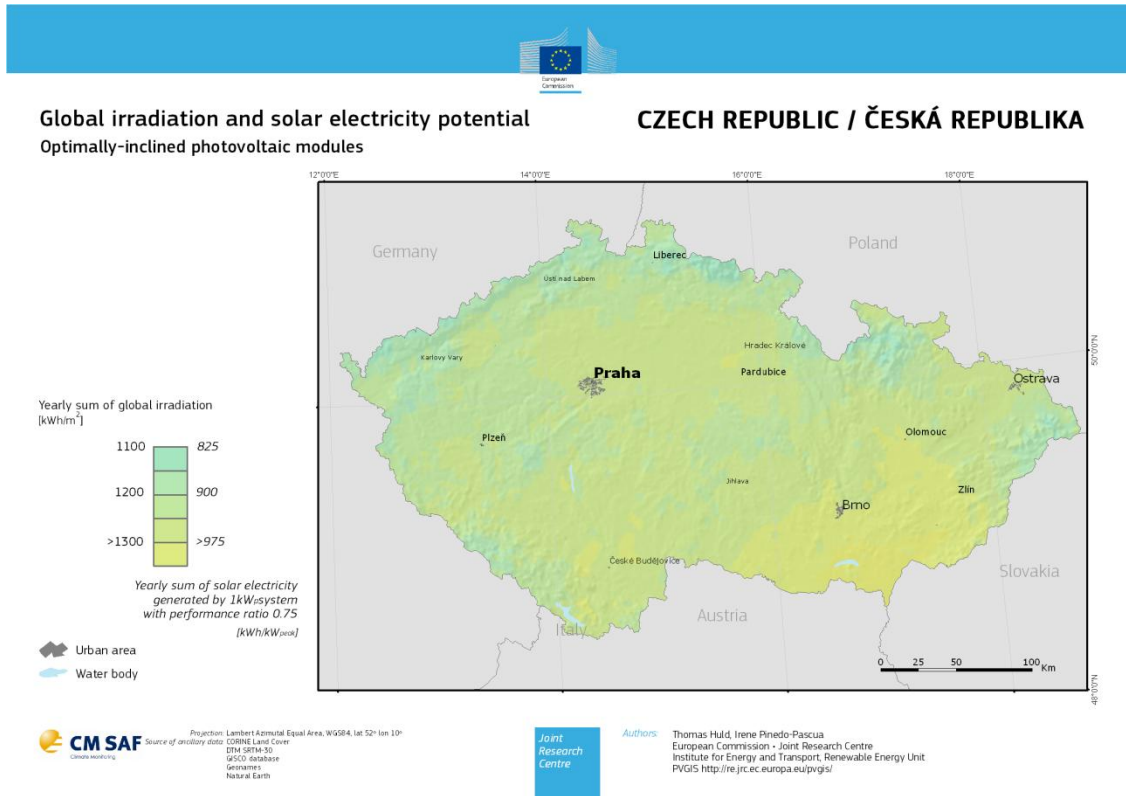 European
Commission
Global irradiation and solar electricity potential
Optimally-inclined photovoltaic modules
CZECH REPUBLIC / ČESKÁ REPUBLIKA
12°0'0"E
14°0'0"E
16°0'0"E
18°0'0"E
Germany
Poland
Liberec
Ústí nad Labem
50°0'0"N
Hradec Králové
Karlovy Vary
Praha
Pardubice
Ostrava
Plzeň
Olomouc
Jihlava
Zlín
Brno
České Budějovice
Slovakia
Austria
Italy
0 25 50 100 Km
48°0'0"N
Yearly sum of global irradiation
[kWh/m²]
1100 825
1200 900
>1300 >975
Yearly sum of solar electricity
generated by 1kWpsystem
with performance ratio 0.75
[kWh/kWpeak]
Urban area
Water body
CM SAF
Climate Monitoring
Projection: Lambert Azimutal Equal Area, WGS84, lat 52º lon 10º
Source of ancillary data: CORINE Land Cover
DTM SRTM-30
GISCO database
Geonames
Natural Earth
Joint
Research
Centre
Authors: Thomas Huld, Irene Pinedo-Pascua
European Commission - Joint Research Centre
Institute for Energy and Transport, Renewable Energy Unit
PVGIS http://re.jrc.ec.europa.eu/pvgis/